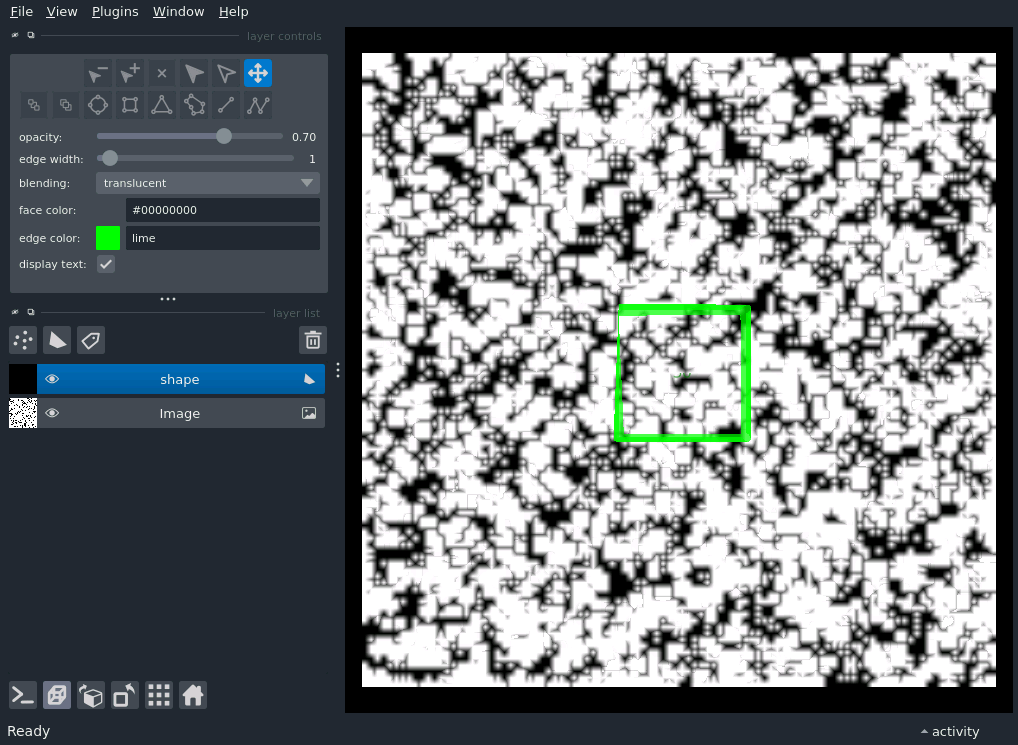 File View Plugins Window Help
layer controls
opacity: 0.70
edge width: 1
blending: translucent
face color: #00000000
edge color: lime
display text:
layer list
shape
Image
Ready activity